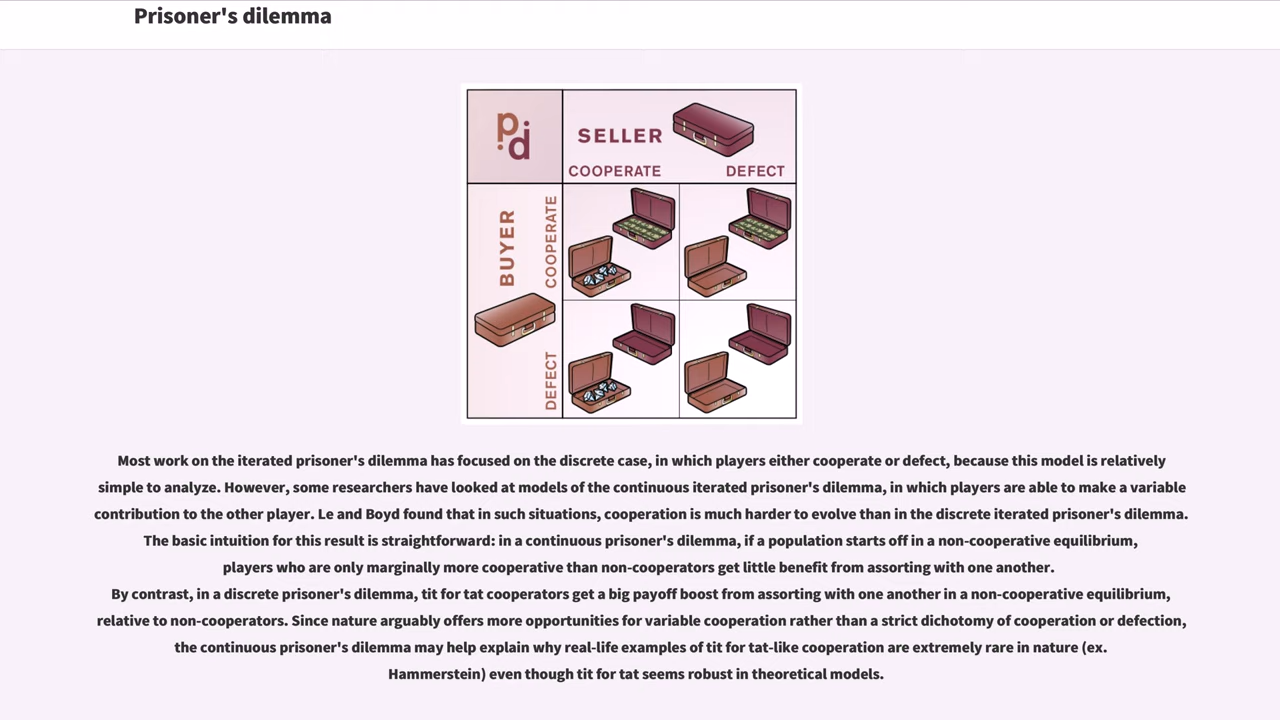 Prisoner's dilemma
pd
SELLER
COOPERATE DEFECT
BUYER
COOPERATE
DEFECT
Most work on the iterated prisoner's dilemma has focused on the discrete case, in which players either cooperate or defect, because this model is relatively
simple to analyze. However, some researchers have looked at models of the continuous iterated prisoner's dilemma, in which players are able to make a variable
contribution to the other player. Le and Boyd found that in such situations, cooperation is much harder to evolve than in the discrete iterated prisoner's dilemma.
The basic intuition for this result is straightforward: in a continuous prisoner's dilemma, if a population starts off in a non-cooperative equilibrium,
players who are only marginally more cooperative than non-cooperators get little benefit from assorting with one another.
By contrast, in a discrete prisoner's dilemma, tit for tat cooperators get a big payoff boost from assorting with one another in a non-cooperative equilibrium,
relative to non-cooperators. Since nature arguably offers more opportunities for variable cooperation rather than a strict dichotomy of cooperation or defection,
the continuous prisoner's dilemma may help explain why real-life examples of tit for tat-like cooperation are extremely rare in nature (ex.
Hammerstein) even though tit for tat seems robust in theoretical models.